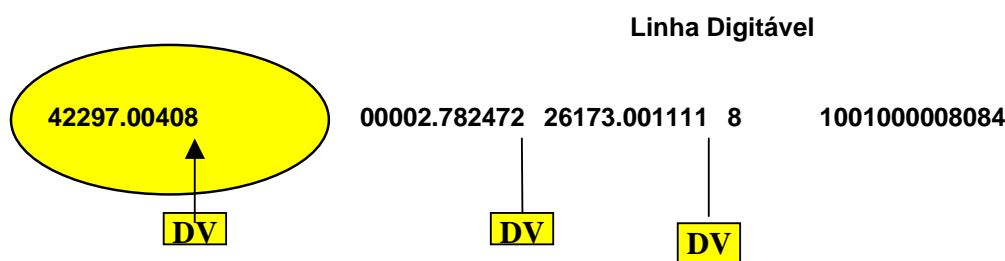 Linha Digitável
42297.00408 00002.782472 26173.001111 8 1001000008084
DV DV DV